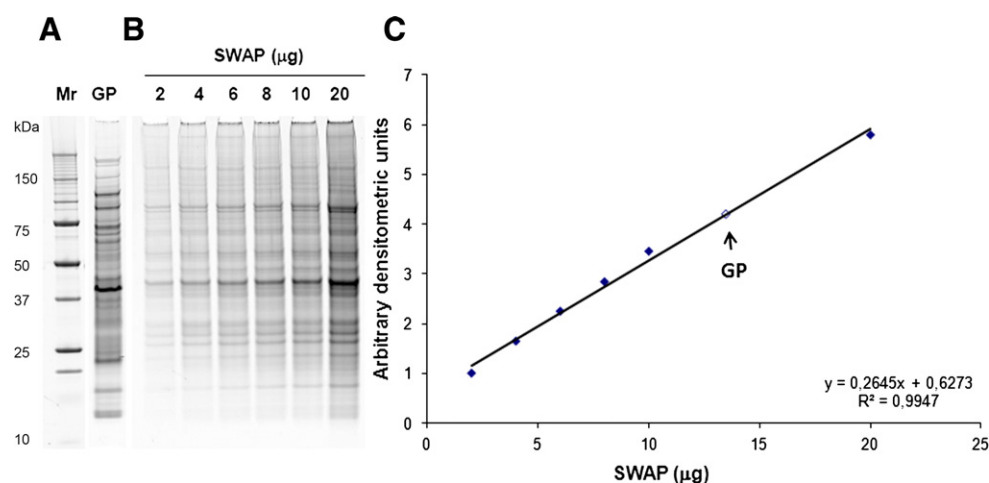 A
B
C
SWAP (µg)
Mr GP
2 4 6 8 10 20
kDa
150
75
50
37
25
10
Arbitrary densitometric units
7
6
5
4
3
2
1
0
GP
y = 0,2645x + 0,6273
R² = 0,9947
0 5 10 15 20 25
SWAP (µg)